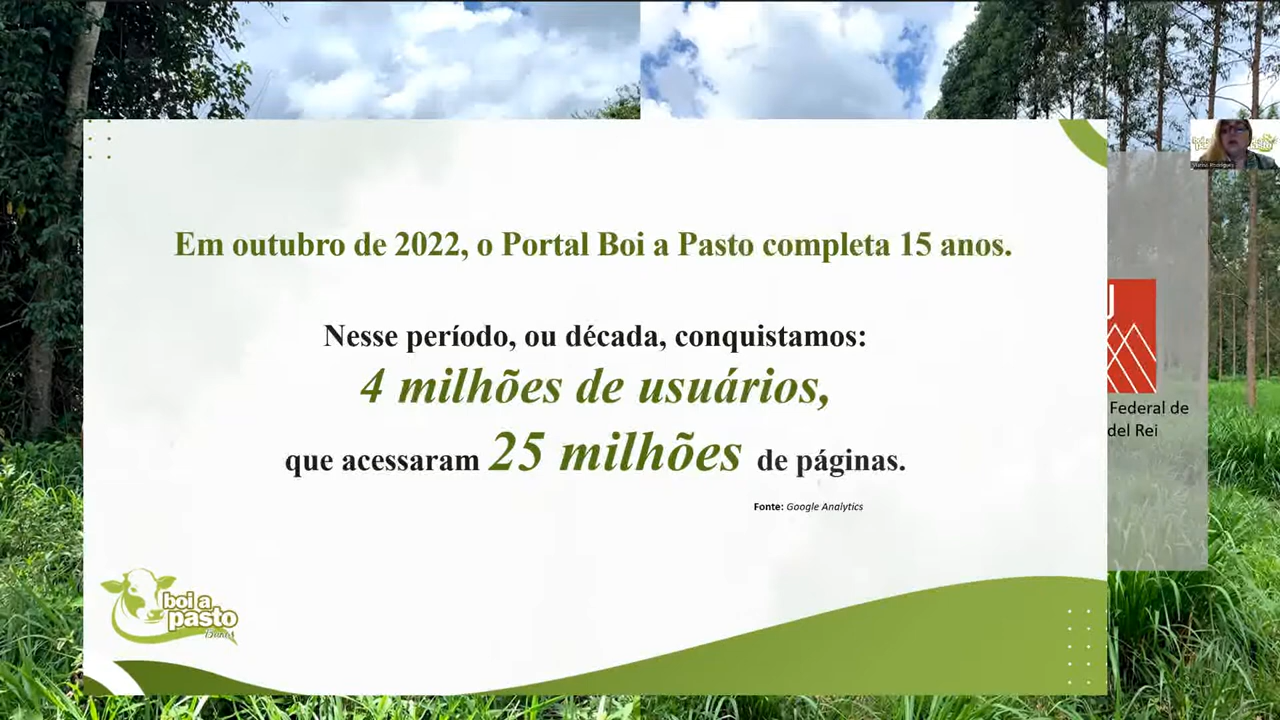 Em outubro de 2022, o Portal Boi a Pasto completa 15 anos.
Nesse período, ou década, conquistamos:
4 milhões de usuários,
que acessaram 25 milhões de páginas.
Fonte: Google Analytics
boi a
pasto
Federal de
del Rei